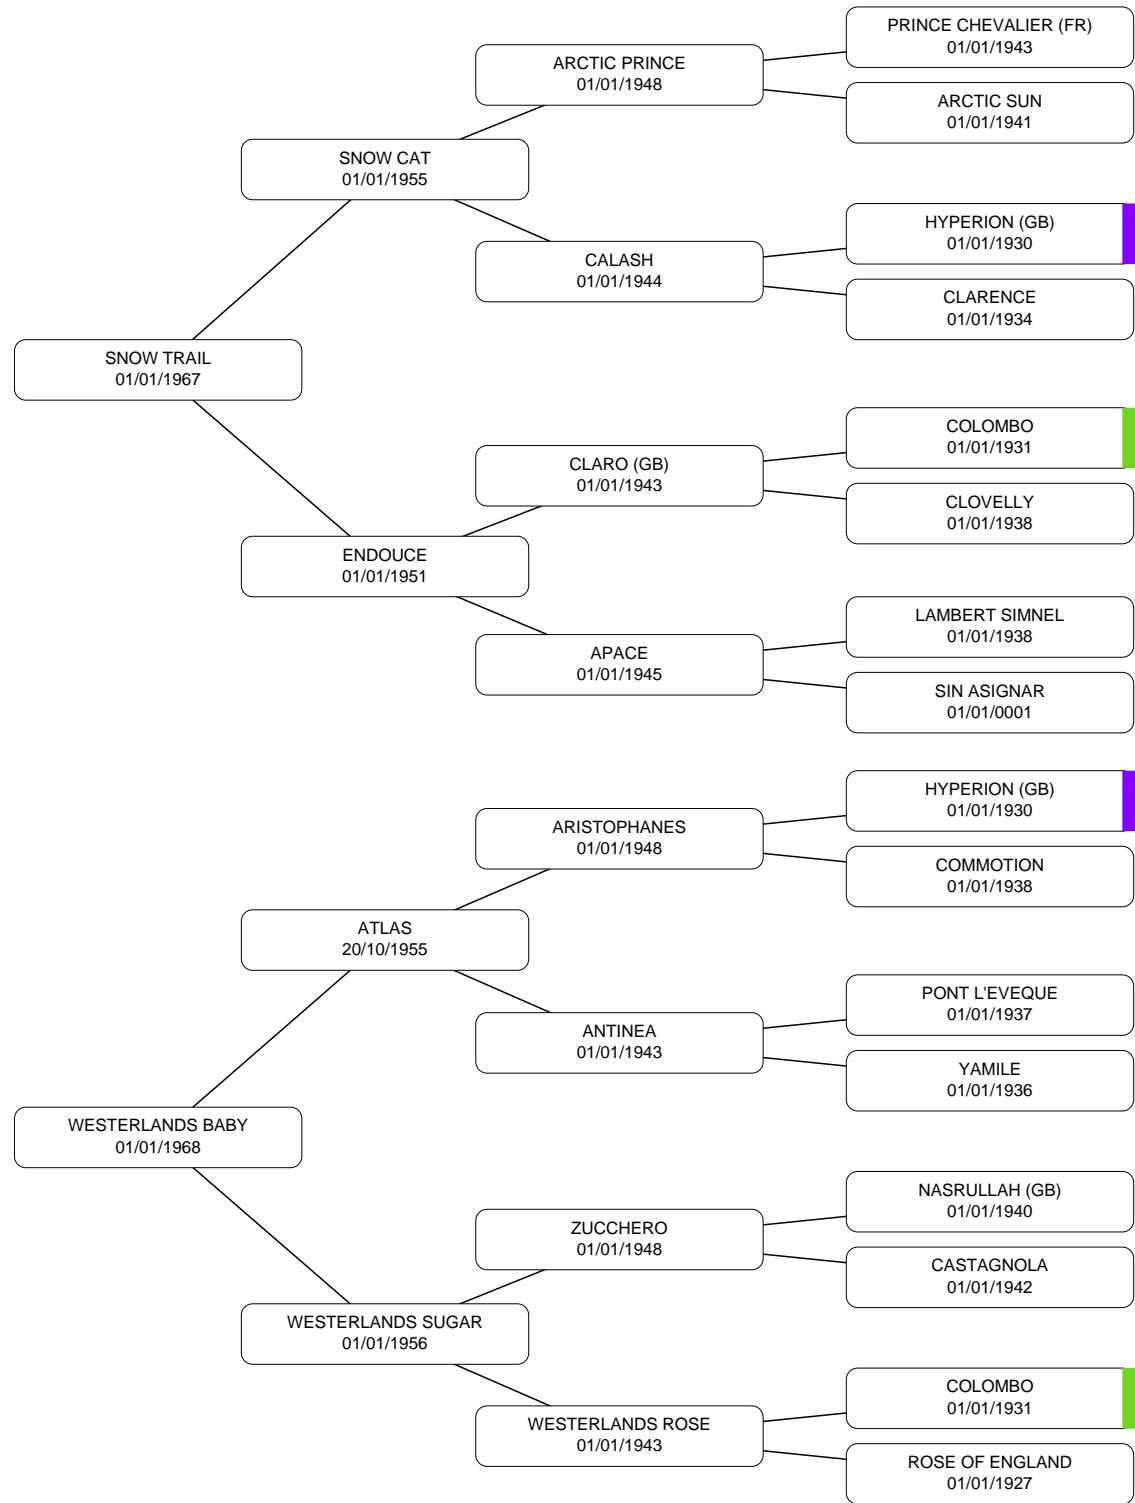 PRINCE CHEVALIER (FR)
01/01/1943
ARCTIC PRINCE
01/01/1948
ARCTIC SUN
01/01/1941
SNOW CAT
01/01/1955
HYPERION (GB)
01/01/1930
CALASH
01/01/1944
CLARENCE
01/01/1934
SNOW TRAIL
01/01/1967
COLOMBO
01/01/1931
CLARO (GB)
01/01/1943
CLOVELLY
01/01/1938
ENDOUCE
01/01/1951
LAMBERT SIMNEL
01/01/1938
APACE
01/01/1945
SIN ASIGNAR
01/01/0001
HYPERION (GB)
01/01/1930
ARISTOPHANES
01/01/1948
COMMOTION
01/01/1938
ATLAS
20/10/1955
PONT L'EVEQUE
01/01/1937
ANTINEA
01/01/1943
YAMILE
01/01/1936
WESTERLANDS BABY
01/01/1968
NASRULLAH (GB)
01/01/1940
ZUCCHERO
01/01/1948
CASTAGNOLA
01/01/1942
WESTERLANDS SUGAR
01/01/1956
COLOMBO
01/01/1931
WESTERLANDS ROSE
01/01/1943
ROSE OF ENGLAND
01/01/1927